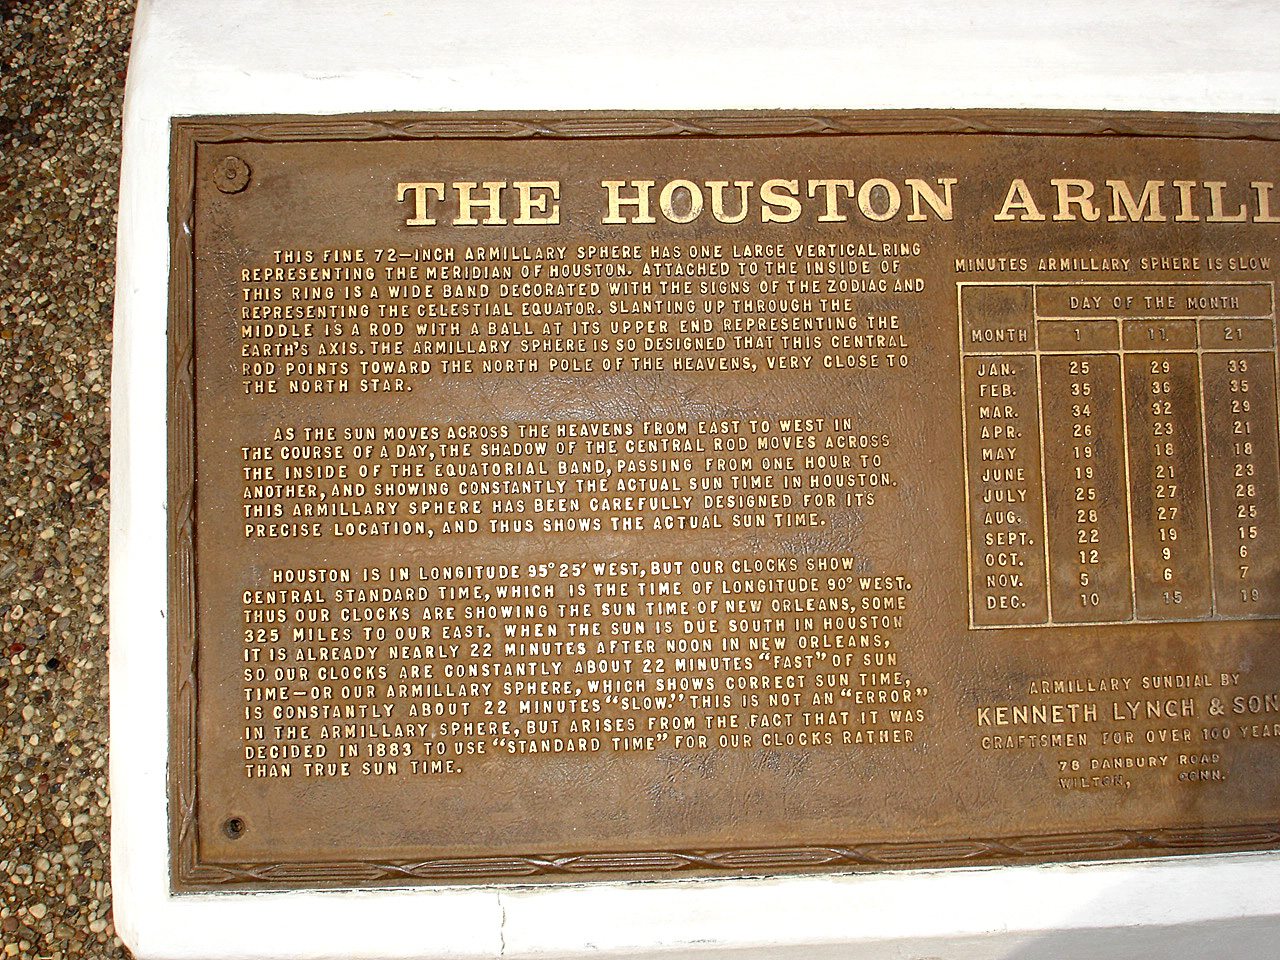 THE HOUSTON ARMILL
THIS FINE 72-INCH ARMILLARY SPHERE HAS ONE LARGE VERTICAL RING
REPRESENTING THE MERIDIAN OF HOUSTON. ATTACHED TO THE INSIDE OF
THIS RING IS A WIDE BAND DECORATED WITH THE SIGNS OF THE ZODIAC AND
REPRESENTING THE CELESTIAL EQUATOR. SLANTING UP THROUGH THE
MIDDLE IS A ROD WITH A BALL AT ITS UPPER END REPRESENTING THE
EARTH'S AXIS. THE ARMILLARY SPHERE IS SO DESIGNED THAT THIS CENTRAL
ROD POINTS TOWARD THE NORTH POLE OF THE HEAVENS, VERY CLOSE TO
THE NORTH STAR.
AS THE SUN MOVES ACROSS THE HEAVENS FROM EAST TO WEST IN
THE COURSE OF A DAY, THE SHADOW OF THE CENTRAL ROD MOVES ACROSS
THE INSIDE OF THE EQUATORIAL BAND, PASSING FROM ONE HOUR TO
ANOTHER, AND SHOWING CONSTANTLY THE ACTUAL SUN TIME IN HOUSTON.
THIS ARMILLARY SPHERE HAS BEEN CAREFULLY DESIGNED FOR IT'S
PRECISE LOCATION, AND THUS SHOWS THE ACTUAL SUN TIME.
HOUSTON IS IN LONGITUDE 95° 25' WEST, BUT OUR CLOCKS SHOW
CENTRAL STANDARD TIME, WHICH IS THE TIME OF LONGITUDE 90° WEST.
THUS OUR CLOCKS ARE SHOWING THE SUN TIME OF NEW ORLEANS, SOME
325 MILES TO OUR EAST. WHEN THE SUN IS DUE SOUTH IN HOUSTON
IT IS ALREADY NEARLY 22 MINUTES AFTER NOON IN NEW ORLEANS,
SO OUR CLOCKS ARE CONSTANTLY ABOUT 22 MINUTES "FAST" OF SUN
TIME—OR OUR ARMILLARY SPHERE, WHICH SHOWS CORRECT SUN TIME,
IS CONSTANTLY ABOUT 22 MINUTES "SLOW." THIS IS NOT AN "ERROR"
IN THE ARMILLARY SPHERE, BUT ARISES FROM THE FACT THAT IT WAS
DECIDED IN 1883 TO USE "STANDARD TIME" FOR OUR CLOCKS RATHER
THAN TRUE SUN TIME.
MINUTES ARMILLARY SPHERE IS SLOW
DAY OF THE MONTH
MONTH 1 11 21
JAN. 25 29 33
FEB. 35 36 35
MAR. 34 32 29
APR. 26 23 21
MAY 19 18 18
JUNE 19 21 23
JULY 25 27 28
AUG. 28 27 25
SEPT. 22 19 15
OCT. 12 9 6
NOV. 5 6 7
DEC. 10 15 19
ARMILLARY SUNDIAL BY
KENNETH LYNCH & SON
CRAFTSMEN FOR OVER 100 YEAR
78 DANBURY ROAD
WILTON, CONN.